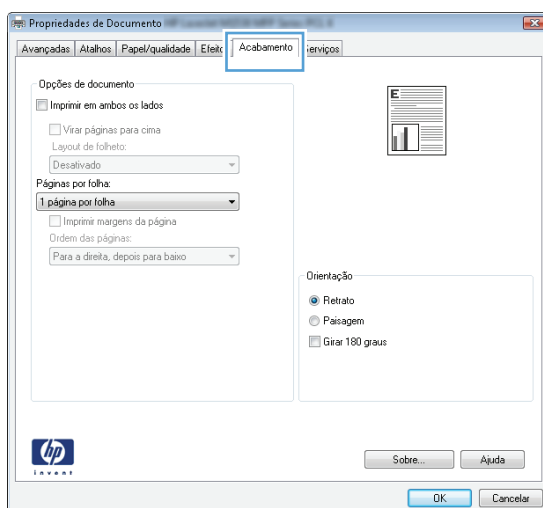 Propriedades de Documento
Avançadas Atalhos Papel/qualidade Efeito Acabamento Serviços
Opções de documento
Imprimir em ambos os lados
Virar páginas para cima
Layout de folheto:
Desativado
Páginas por folha:
1 página por folha
Imprimir margens da página
Ordem das páginas:
Para a direita, depois para baixo
E
Orientação
Retrato
Paisagem
Girar 180 graus
hp
invent
Sobre... Ajuda
OK Cancelar